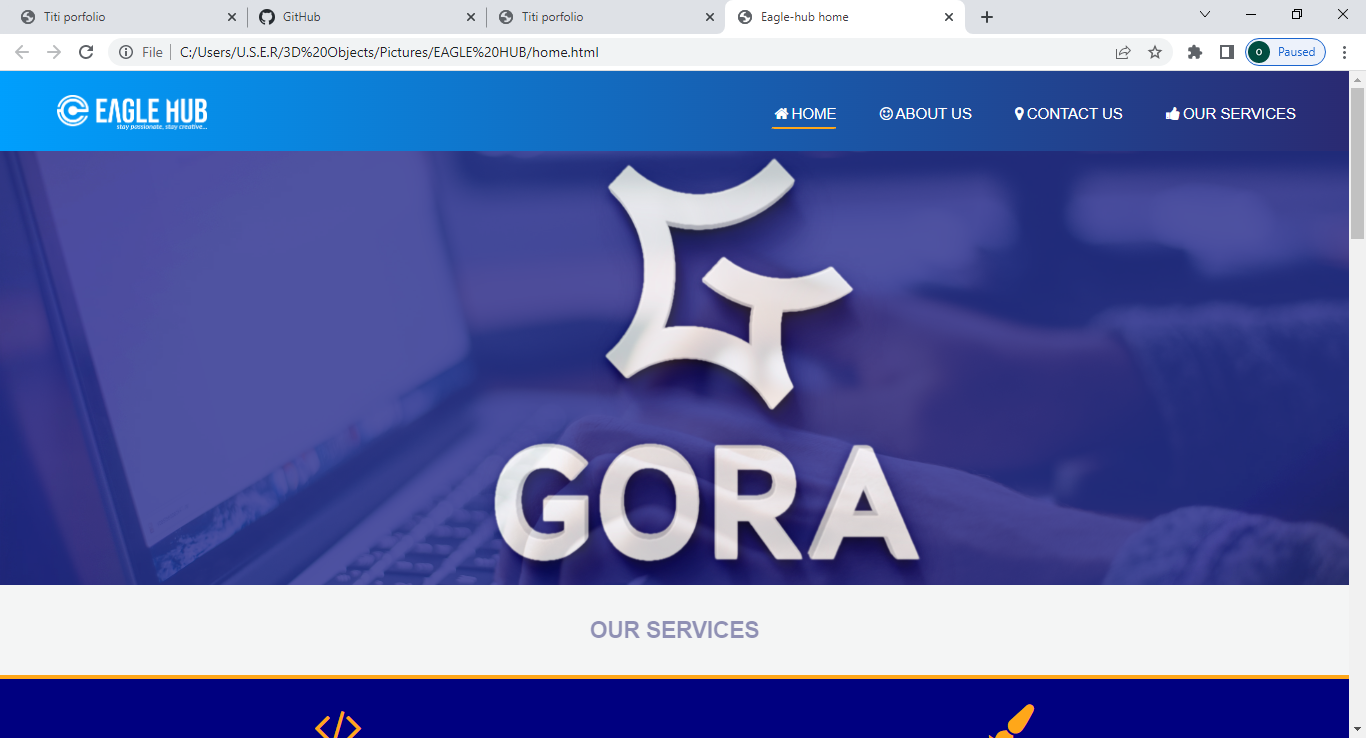 Titi porfolio
GitHub
Titi porfolio
Eagle-hub home
File
C:/Users/U.S.E.R/3D%20Objects/Pictures/EAGLE%20HUB/home.html
o
Paused
EAGLE HUB
stay passionate, stay creative...
HOME
ABOUT US
CONTACT US
OUR SERVICES
GORA
OUR SERVICES